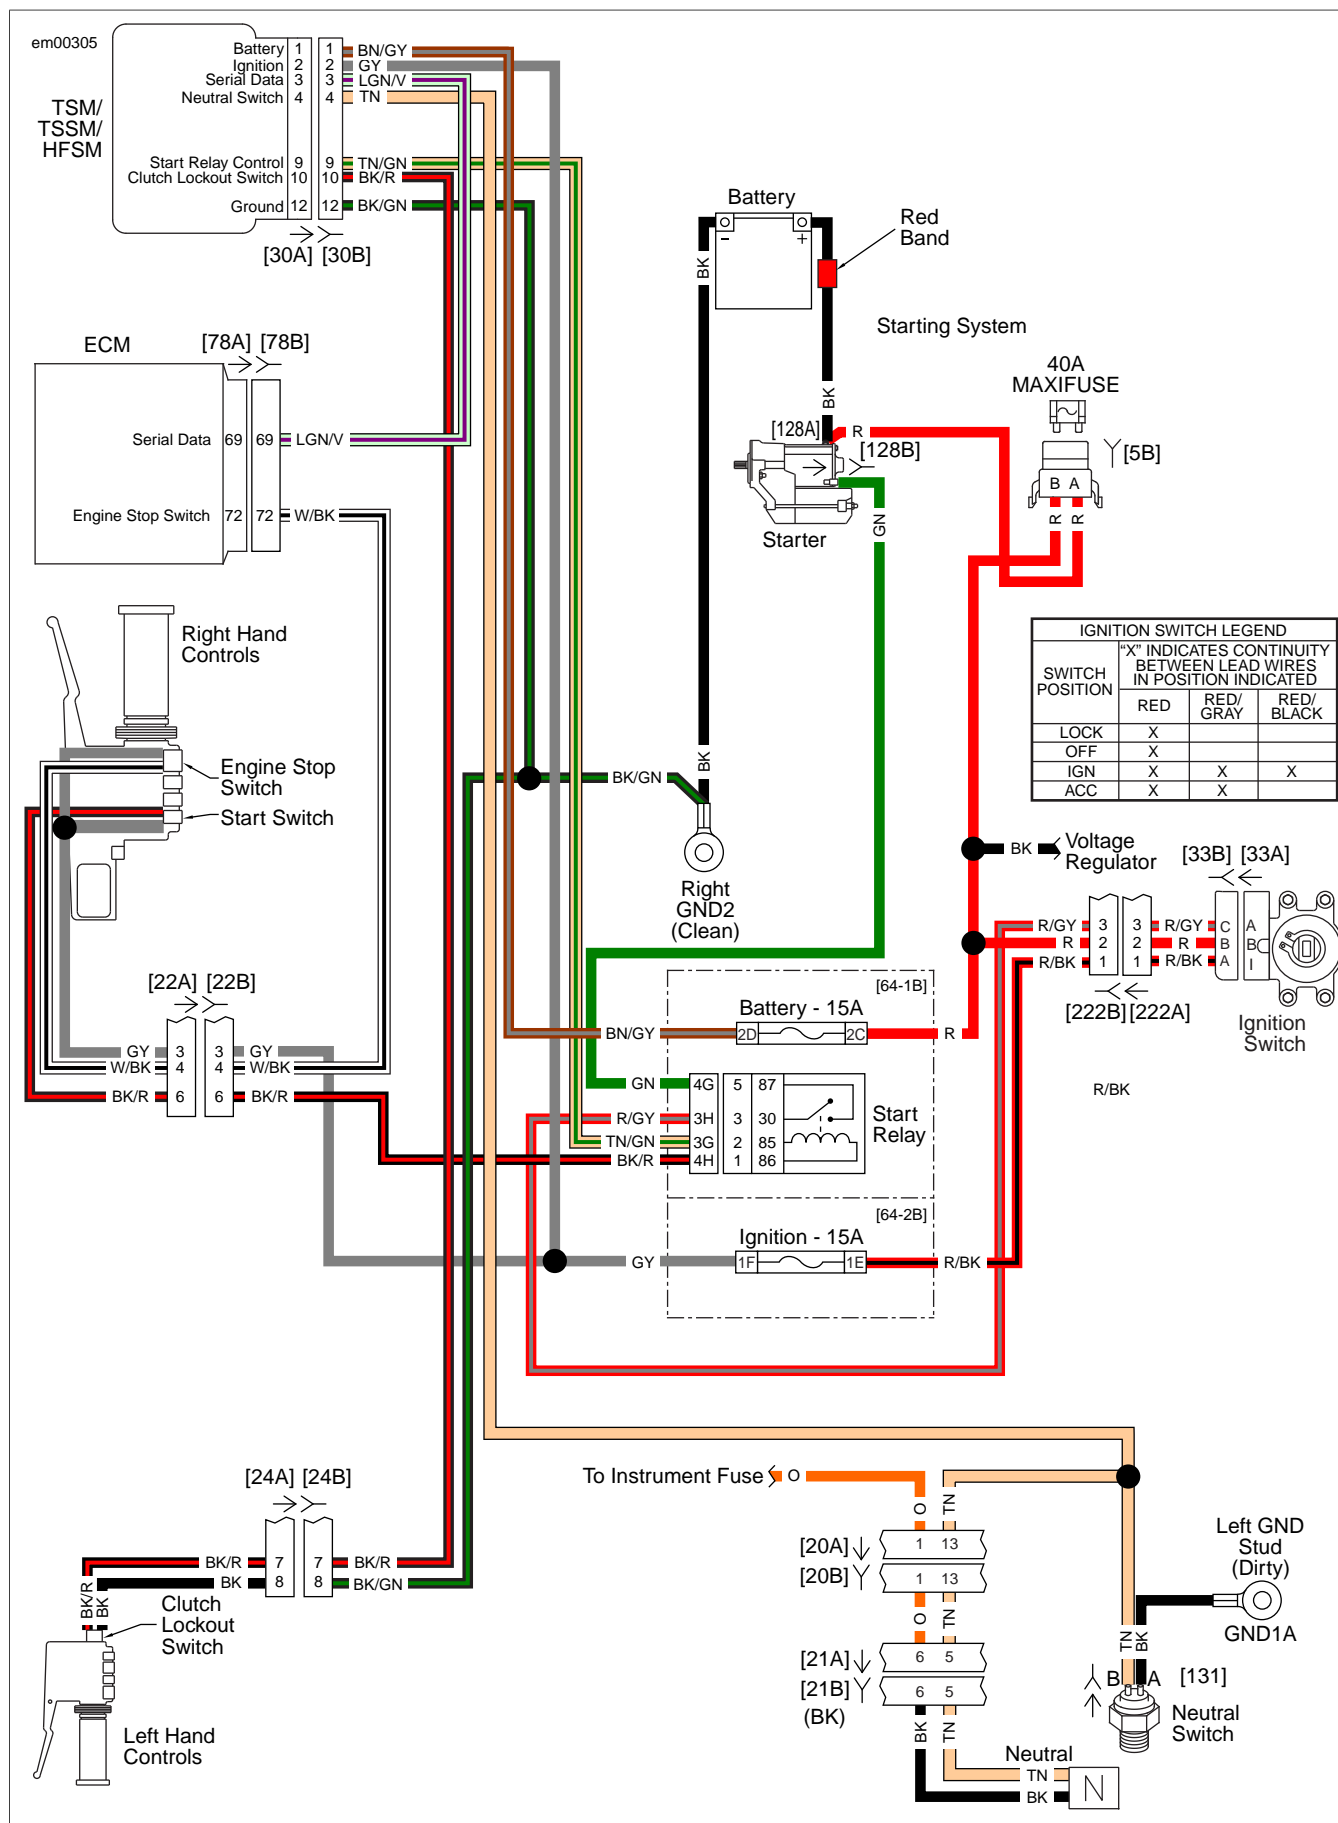 em00305
TSM/
TSSM/
HFSM
Battery 1 1 BN/GY
Ignition 2 2 GY
Serial Data 3 3 LGN/V
Neutral Switch 4 4 TN
Start Relay Control 9 9 TN/GN
Clutch Lockout Switch 10 10 BK/R
Ground 12 12 BK/GN
[30A] [30B]
Battery
- +
Red
Band
BK
BK
Starting System
ECM
[78A] [78B]
Serial Data 69 69 LGN/V
Engine Stop Switch 72 72 W/BK
[128A]
R
[128B]
GN
Starter
40A
MAXIFUSE
[5B]
B A
R R
Right Hand
Controls
Engine Stop
Switch
Start Switch
IGNITION SWITCH LEGEND
SWITCH
POSITION
“X” INDICATES CONTINUITY
BETWEEN LEAD WIRES
IN POSITION INDICATED
RED
RED/
GRAY
RED/
BLACK
LOCK X
OFF X
IGN X X X
ACC X X
BK/GN
BK
Right
GND2
(Clean)
BK
Voltage
Regulator
[33B] [33A]
R/GY 3 3 R/GY C A
R 2 2 R B B
R/BK 1 1 R/BK A I
[222B] [222A]
Ignition
Switch
[22A] [22B]
GY 3 3 GY
W/BK 4 4 W/BK
BK/R 6 6 BK/R
[64-1B]
Battery - 15A
BN/GY 2D 2C R
GN 4G 5 87
R/GY 3H 3 30
TN/GN 3G 2 85
BK/R 4H 1 86
Start
Relay
R/BK
[64-2B]
Ignition - 15A
GY 1F 1E R/BK
[24A] [24B]
BK/R 7 7 BK/R
BK 8 8 BK/GN
BK/R
BK
Clutch
Lockout
Switch
Left Hand
Controls
To Instrument Fuse O
O TN
[20A] 1 13
[20B] 1 13
O TN
[21A] 6 5
[21B] 6 5
(BK)
BK TN
Neutral
TN
BK
N
Left GND
Stud
(Dirty)
GND1A
TN BK
B A [131]
Neutral
Switch